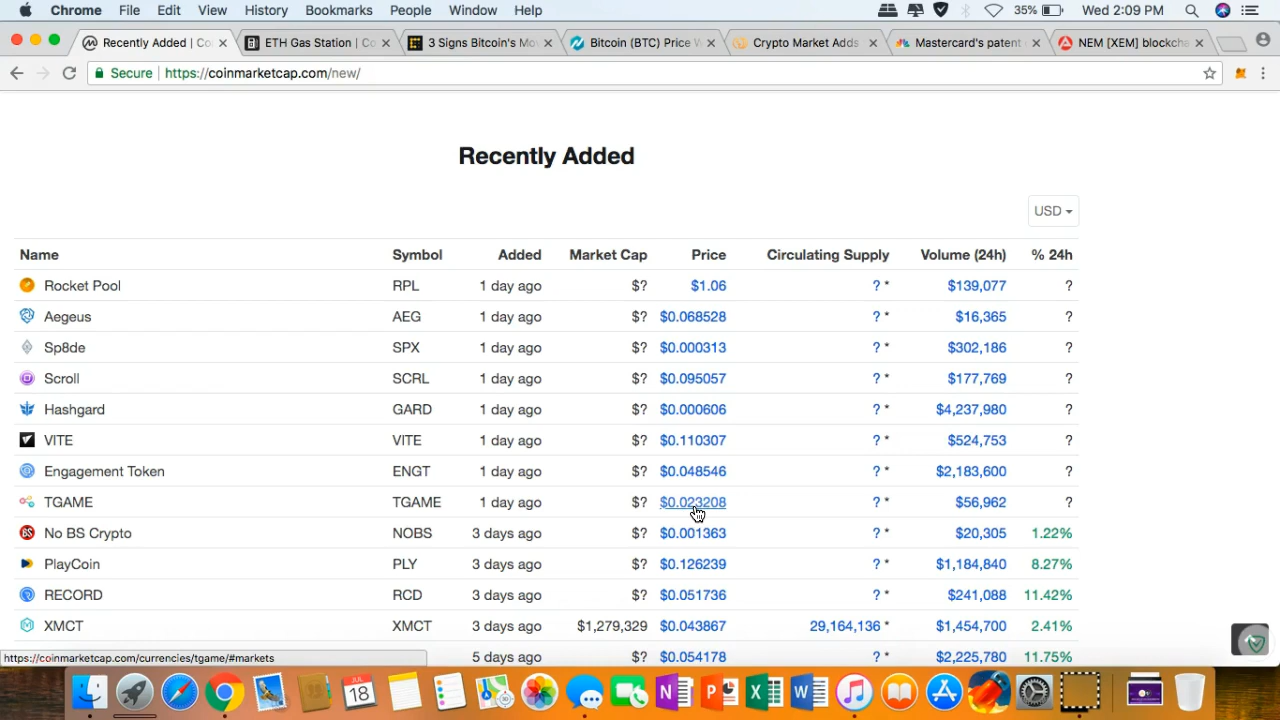 Chrome File Edit View History Bookmarks People Window Help 35% Wed 2:09 PM
Recently Added | Co ETH Gas Station | Co 3 Signs Bitcoin's Mo Bitcoin (BTC) Price W Crypto Market Adds Mastercard's patent NEM [XEM] blockcha
Secure https://coinmarketcap.com/new/
Recently Added
USD
Name Symbol Added Market Cap Price Circulating Supply Volume (24h) % 24h
Rocket Pool RPL 1 day ago $? $1.06 ? * $139,077 ?
Aegeus AEG 1 day ago $? $0.068528 ? * $16,365 ?
Sp8de SPX 1 day ago $? $0.000313 ? * $302,186 ?
Scroll SCRL 1 day ago $? $0.095057 ? * $177,769 ?
Hashgard GARD 1 day ago $? $0.000606 ? * $4,237,980 ?
VITE VITE 1 day ago $? $0.110307 ? * $524,753 ?
Engagement Token ENGT 1 day ago $? $0.048546 ? * $2,183,600 ?
TGAME TGAME 1 day ago $? $0.023208 ? * $56,962 ?
No BS Crypto NOBS 3 days ago $? $0.001363 ? * $20,305 1.22%
PlayCoin PLY 3 days ago $? $0.126239 ? * $1,184,840 8.27%
RECORD RCD 3 days ago $? $0.051736 ? * $241,088 11.42%
XMCT XMCT 3 days ago $1,279,329 $0.043867 29,164,136 * $1,454,700 2.41%
5 days ago $? $0.054178 ? * $2,225,780 11.75%
https://coinmarketcap.com/currencies/tgame/#markets
JUL
18